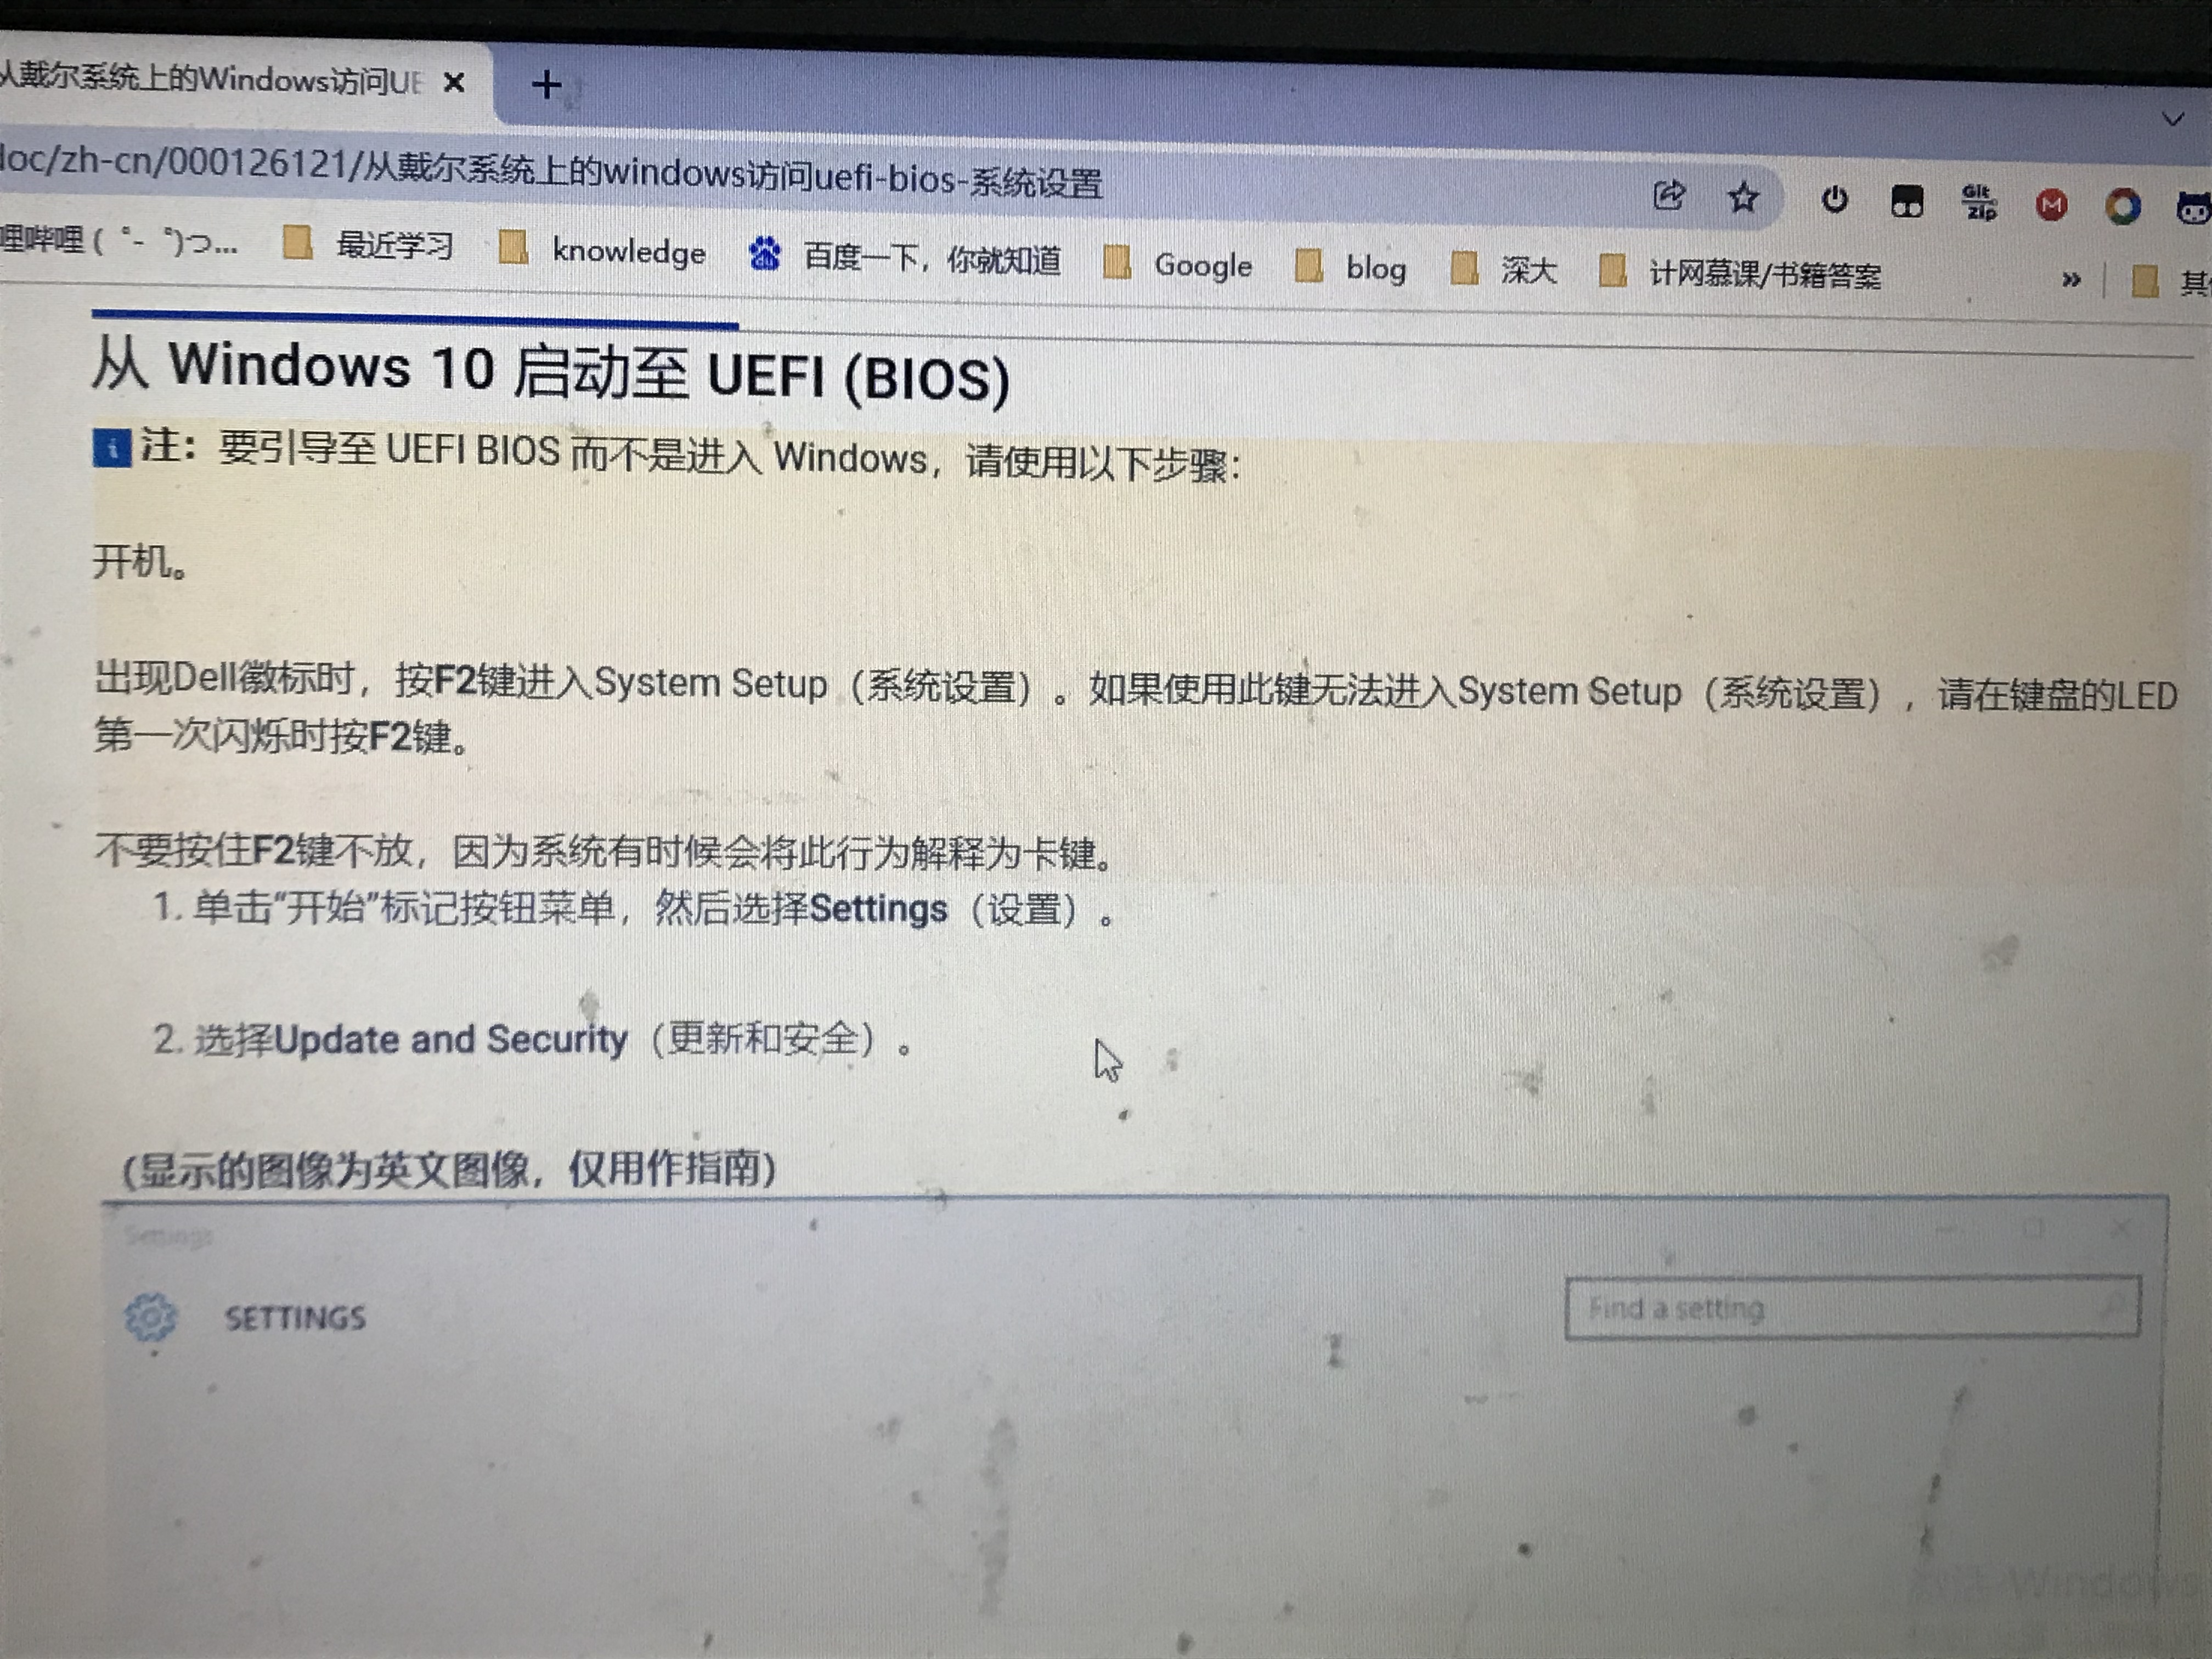 从戴尔系统上的Windows访问UE
loc/zh-cn/000126121/从戴尔系统上的windows访问uefi-bios-系统设置
Git
zip
哩哔哩 ( ゜- ゜)つ... 最近学习 knowledge 百度一下，你就知道 Google blog 深大 计网慕课/书籍答案 »
从 Windows 10 启动至 UEFI (BIOS)
注：要引导至 UEFI BIOS 而不是进入 Windows，请使用以下步骤：
开机。
出现Dell徽标时，按F2键进入System Setup（系统设置）。如果使用此键无法进入System Setup（系统设置），请在键盘的LED
第一次闪烁时按F2键。
不要按住F2键不放，因为系统有时候会将此行为解释为卡键。
1. 单击“开始”标记按钮菜单，然后选择Settings（设置）。
2. 选择Update and Security（更新和安全）。
(显示的图像为英文图像，仅用作指南)
Settings
SETTINGS
Find a setting
Windows